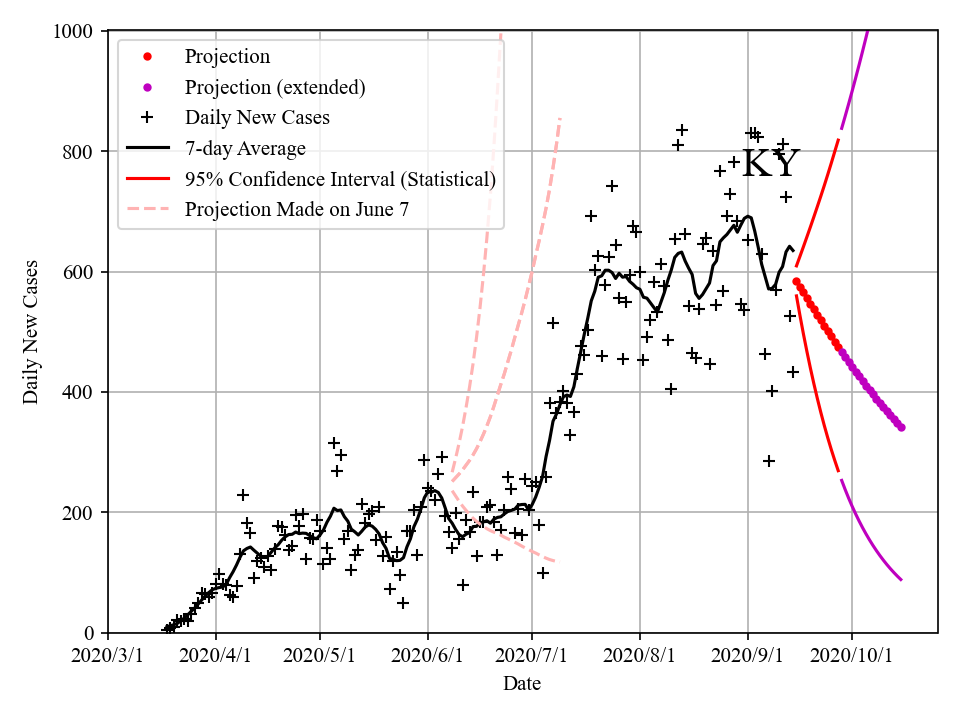 1000
800
600
400
200
0
Daily New Cases
Projection
Projection (extended)
Daily New Cases
7-day Average
95% Confidence Interval (Statistical)
Projection Made on June 7
KY
2020/3/1 2020/4/1 2020/5/1 2020/6/1 2020/7/1 2020/8/1 2020/9/1 2020/10/1
Date